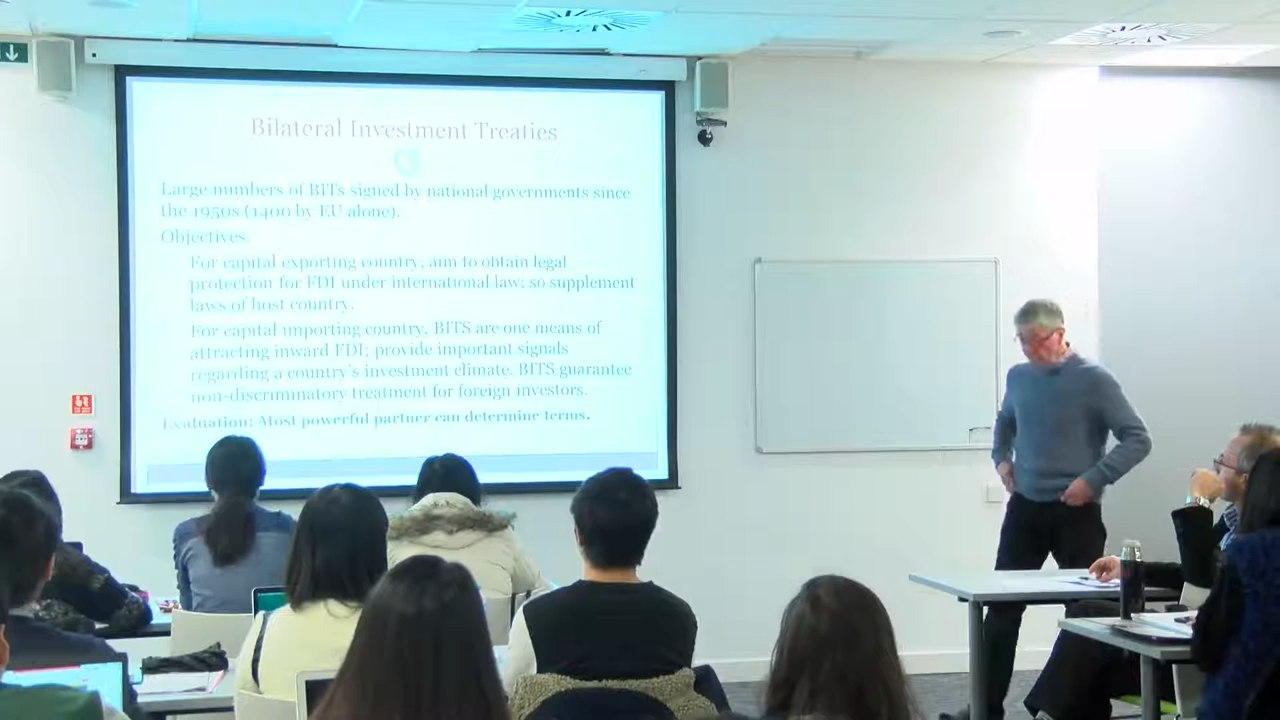 Bilateral Investment Treaties
Large numbers of BITs signed by national governments since
the 1950s (1400 by EU alone).
Objectives
For capital exporting country, aim to obtain legal
protection for FDI under international law; so supplement
laws of host country.
For capital importing country, BITS are one means of
attracting inward FDI; provide important signals
regarding a country's investment climate. BITS guarantee
non-discriminatory treatment for foreign investors.
Evaluation: Most powerful partner can determine terms.